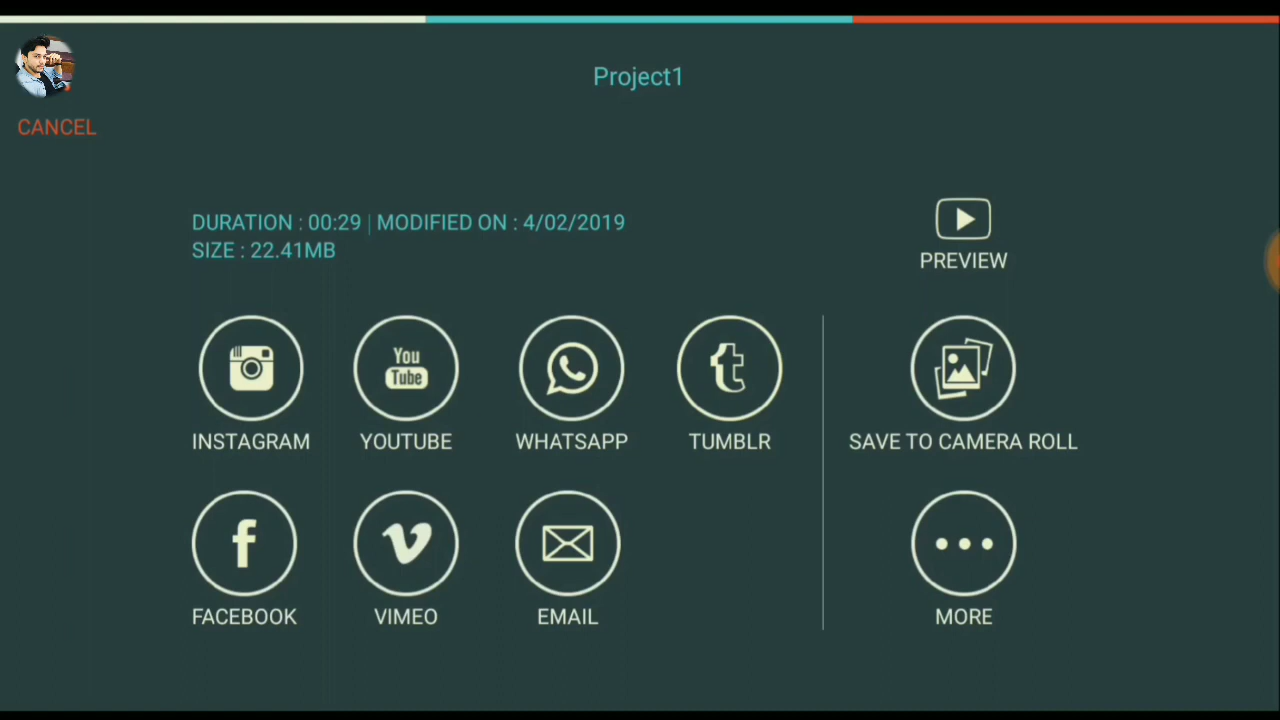 Project1
CANCEL
DURATION : 00:29 | MODIFIED ON : 4/02/2019
SIZE : 22.41MB
PREVIEW
You
Tube
t
INSTAGRAM
YOUTUBE
WHATSAPP
TUMBLR
SAVE TO CAMERA ROLL
f
v
FACEBOOK
VIMEO
EMAIL
MORE